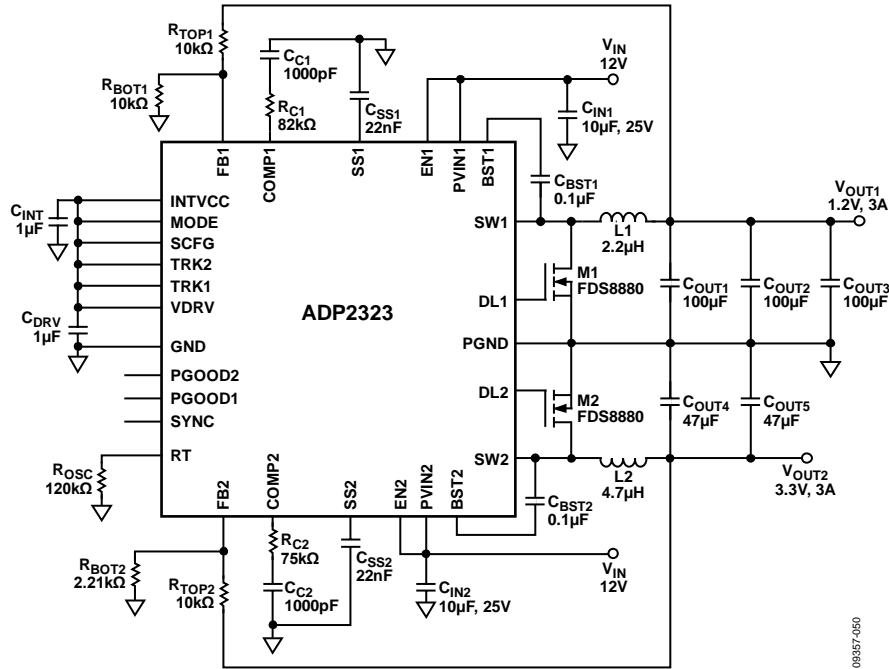 RTOP1
10kΩ
CC1
1000pF
VIN
12V
RBOT1
10kΩ
RC1
82kΩ
CSS1
22nF
CIN1
10µF, 25V
FB1
COMP1
SS1
EN1
PVIN1
BST1
CBST1
0.1µF
CINT
1µF
INTVCC
MODE
SCFG
TRK2
TRK1
VDRV
CDRV
1µF
GND
PGOOD2
PGOOD1
SYNC
RT
ROSC
120kΩ
ADP2323
SW1
DL1
PGND
DL2
SW2
L1
2.2µH
VOUT1
1.2V, 3A
M1
FDS8880
COUT1
100µF
COUT2
100µF
COUT3
100µF
M2
FDS8880
COUT4
47µF
COUT5
47µF
L2
4.7µH
VOUT2
3.3V, 3A
FB2
COMP2
SS2
EN2
PVIN2
BST2
CBST2
0.1µF
RBOT2
2.21kΩ
RTOP2
10kΩ
RC2
75kΩ
CC2
1000pF
CSS2
22nF
CIN2
10µF, 25V
VIN
12V
09357-050